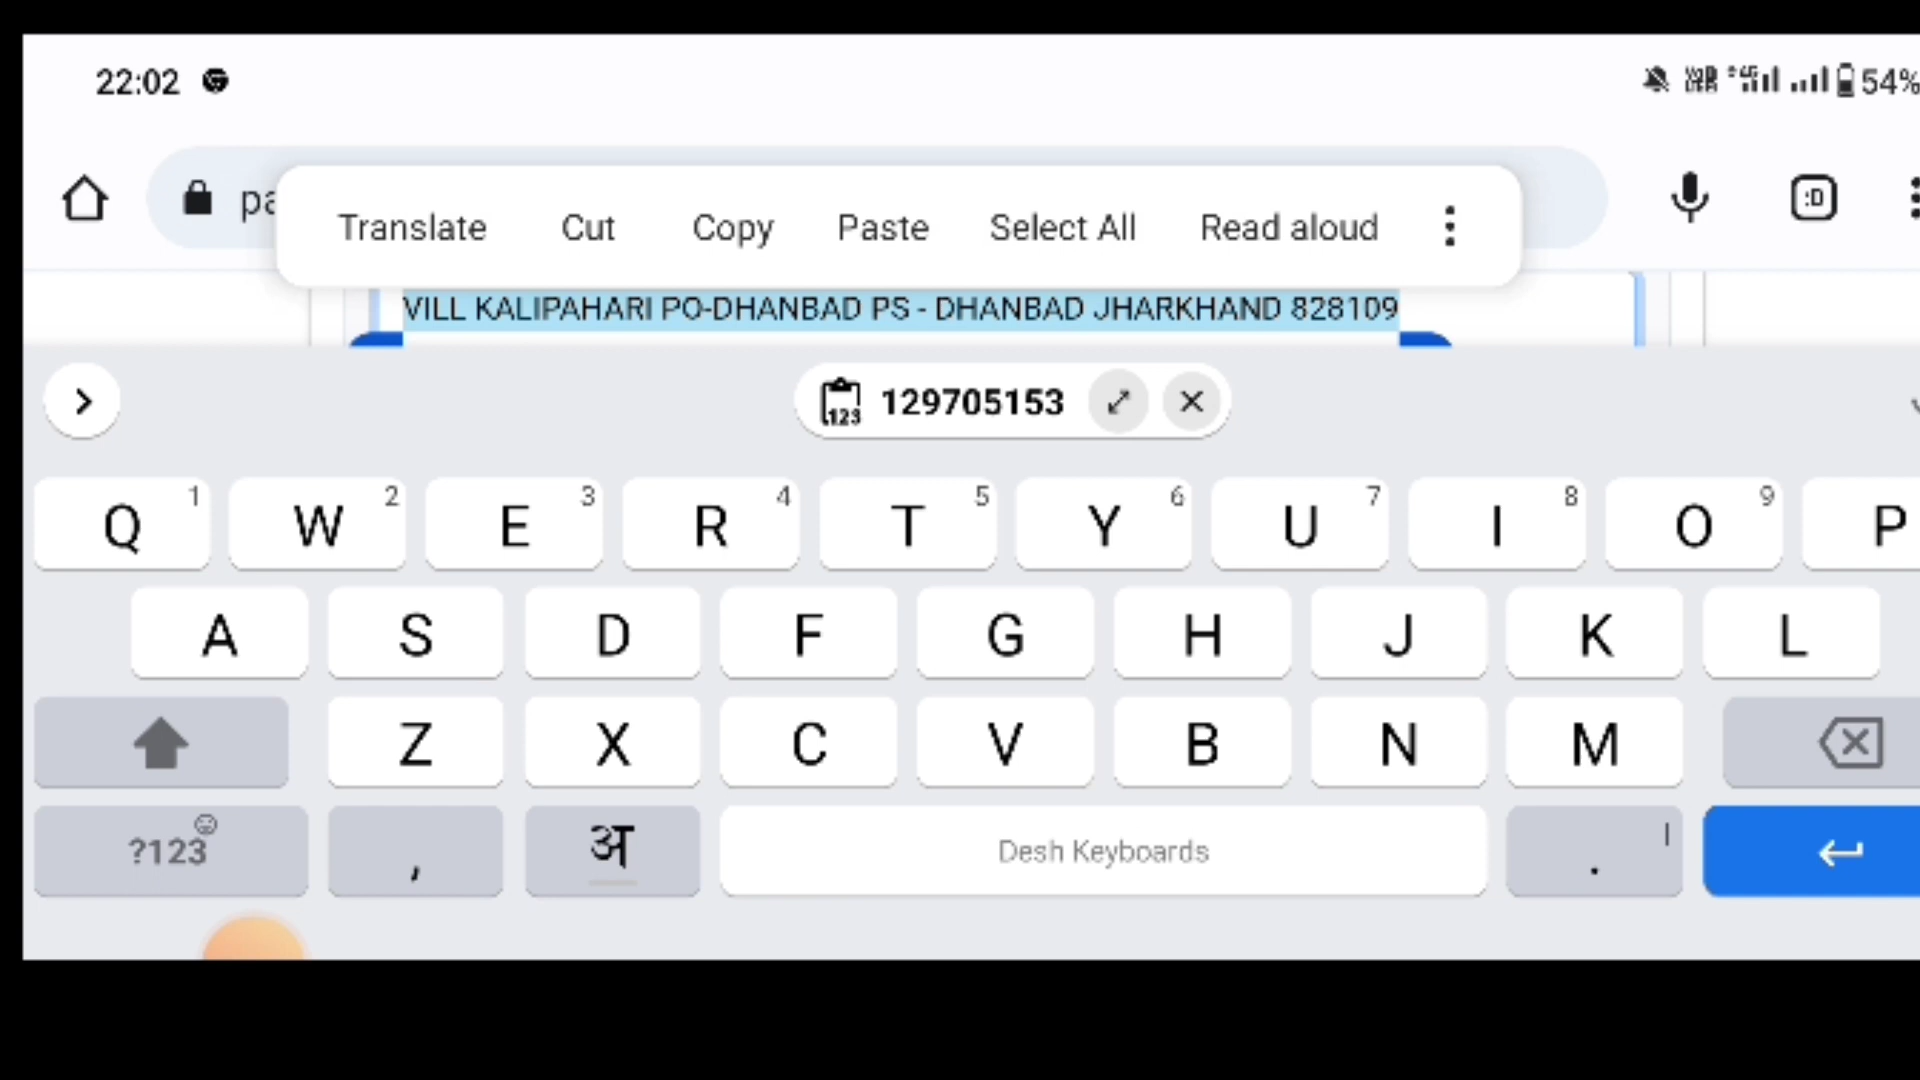 22:02 54%
pa
Translate Cut Copy Paste Select All Read aloud
:D
VILL KALIPAHARI PO-DHANBAD PS - DHANBAD JHARKHAND 828109
123 129705153
Q 1 W 2 E 3 R 4 T 5 Y 6 U 7 I 8 O 9 P
A S D F G H J K L
Z X C V B N M
?123 , अ Desh Keyboards . |